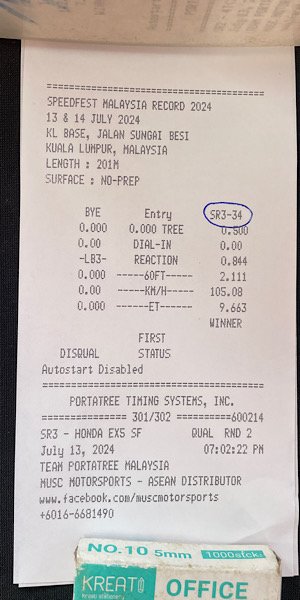 SPEEDFEST MALAYSIA RECORD 2024
13 & 14 JULY 2024
KL BASE, JALAN SUNGAI BESI
KUALA LUMPUR, MALAYSIA
LENGTH : 201M
SURFACE : NO-PREP
BYE Entry SR3-34
0.000 0.000 TREE 0.500
0.00 DIAL-IN 0.00
-LB3- REACTION 0.844
0.000 ------60FT----- 2.111
0.00 ------KM/H----- 105.08
0.000 ------ET------- 9.663
WINNER
FIRST
DISQUAL STATUS
Autostart Disabled
PORTATREE TIMING SYSTEMS, INC.
=============== 301/302 ==========600214
SR3 - HONDA EX5 SF QUAL RND 2
July 13, 2024 07:02:22 PM
TEAM PORTATREE MALAYSIA
MUSC MOTORSPORTS - ASEAN DISTRIBUTOR
www.facebook.com/muscmotorsports
+6016-6681490
NO.10 5mm 1000stck
KREATO OFFICE
Kreati stationery